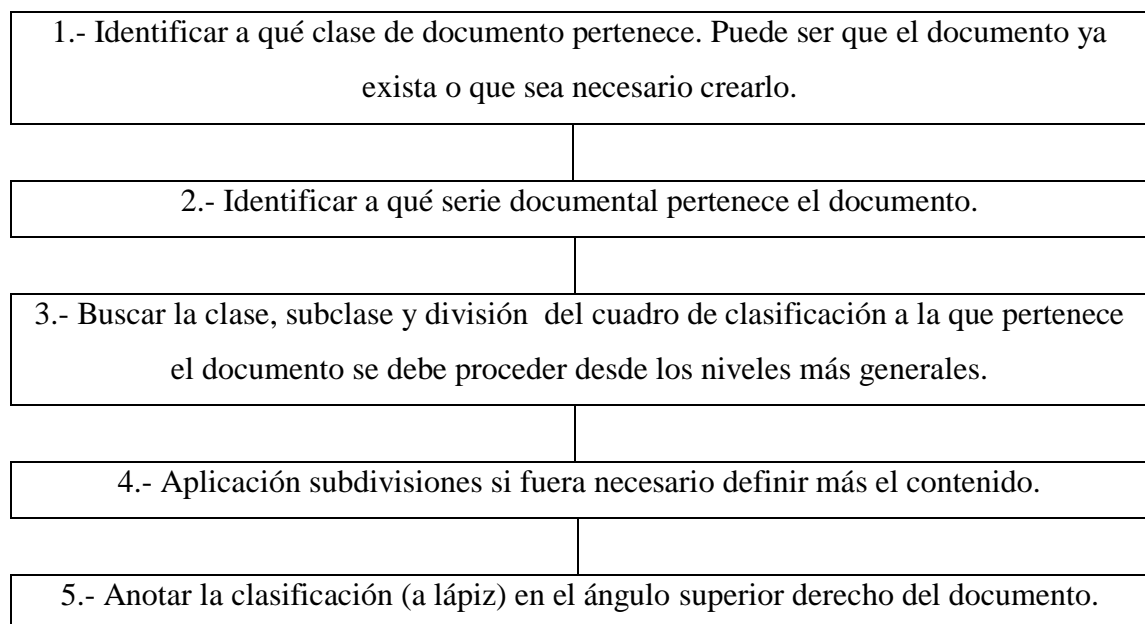 1.- Identificar a qué clase de documento pertenece. Puede ser que el documento ya
exista o que sea necesario crearlo.
2.- Identificar a qué serie documental pertenece el documento.
3.- Buscar la clase, subclase y división  del cuadro de clasificación a la que pertenece
el documento se debe proceder desde los niveles más generales.
4.- Aplicación subdivisiones si fuera necesario definir más el contenido.
5.- Anotar la clasificación (a lápiz) en el ángulo superior derecho del documento.